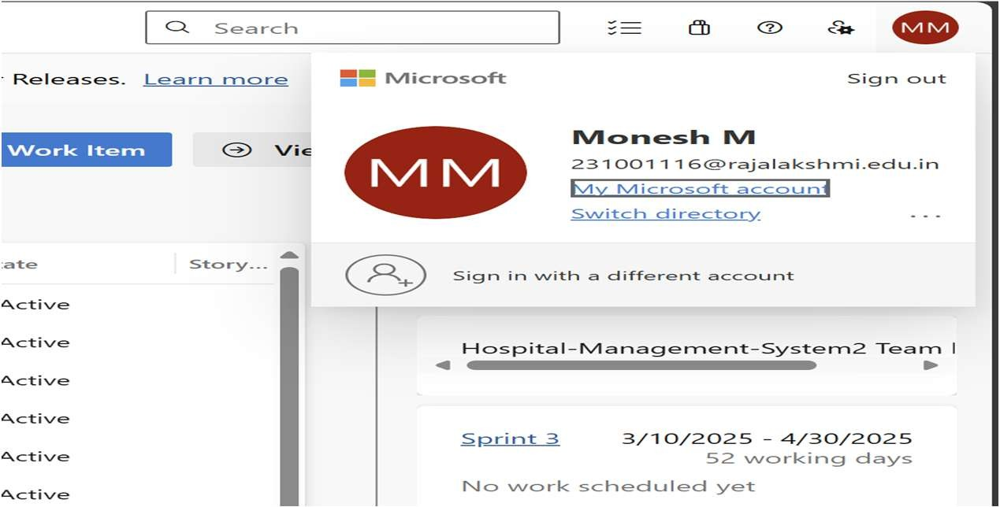 Search
MM
Releases. Learn more
Microsoft
Sign out
Work Item
MM
Monesh M
231001116@rajalakshmi.edu.in
My Microsoft account
Switch directory
...
Story...
Sign in with a different account
Active
Active
Active
Active
Active
Active
Hospital-Management-System2 Team
Sprint 3
3/10/2025 - 4/30/2025
52 working days
No work scheduled yet